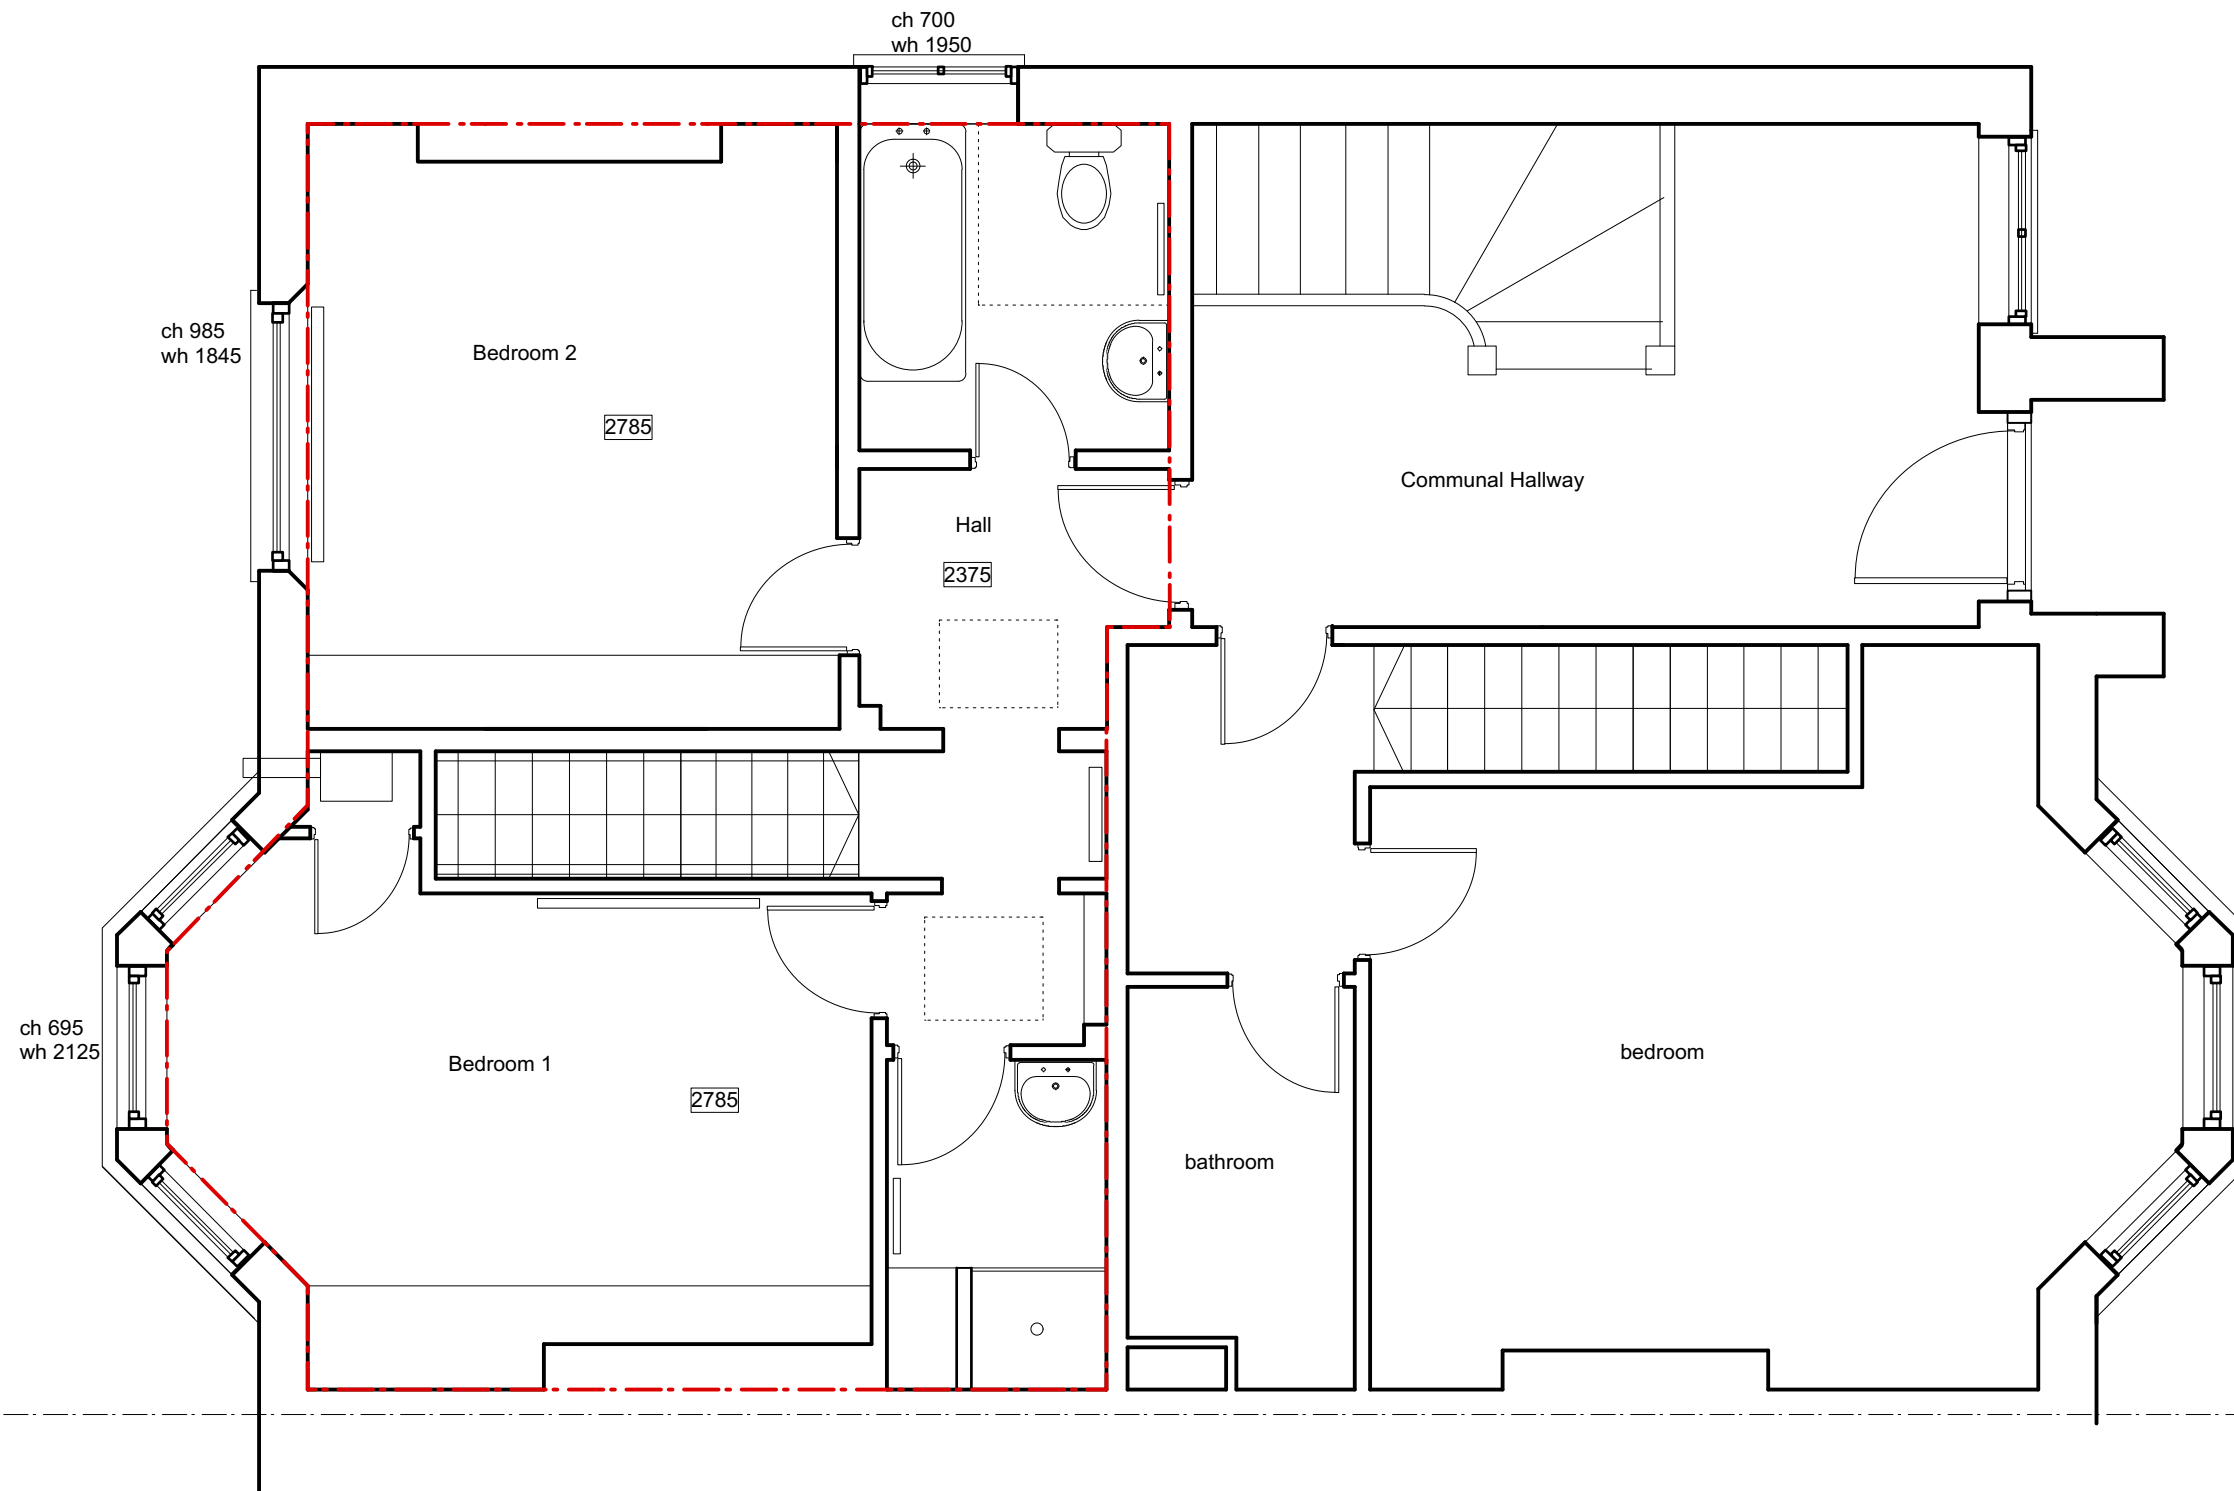 ch 700
wh 1950
ch 985
wh 1845
Bedroom 2
2785
Communal Hallway
Hall
2375
ch 695
wh 2125
Bedroom 1
2785
bedroom
bathroom